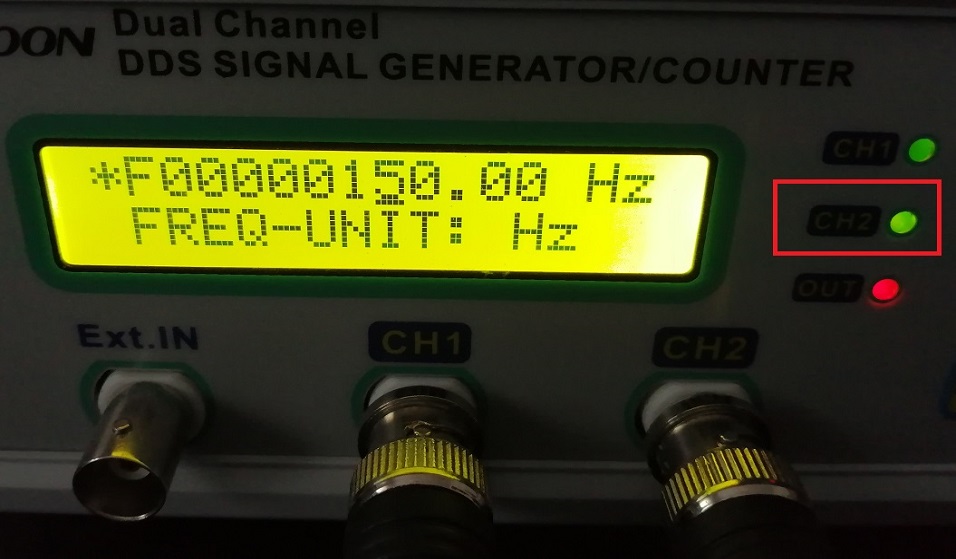 OON Dual Channel
DDS SIGNAL GENERATOR/COUNTER
*F00000150.00 Hz
FREQ-UNIT: Hz
CH1
CH2
OUT
Ext.IN
CH1
CH2